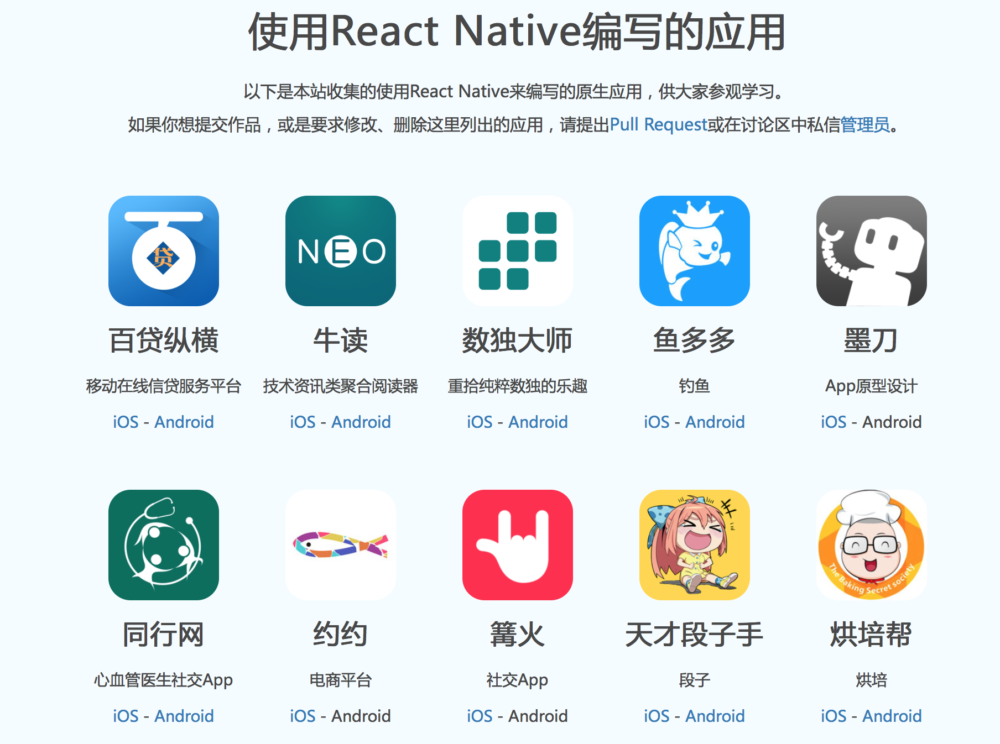 使用React Native编写的应用
以下是本站收集的使用React Native来编写的原生应用，供大家参观学习。
如果你想提交作品，或是要求修改、删除这里列出的应用，请提出Pull Request或在讨论区中私信管理员。
贷
NEO
百贷纵横
牛读
数独大师
鱼多多
墨刀
移动在线信贷服务平台
技术资讯类聚合阅读器
重拾纯粹数独的乐趣
钓鱼
App原型设计
iOS - Android
iOS - Android
iOS - Android
iOS - Android
iOS - Android
The Baking Secret society
同行网
约约
篝火
天才段子手
烘培帮
心血管医生社交App
电商平台
社交App
段子
烘培
iOS - Android
iOS - Android
iOS - Android
iOS - Android
iOS - Android